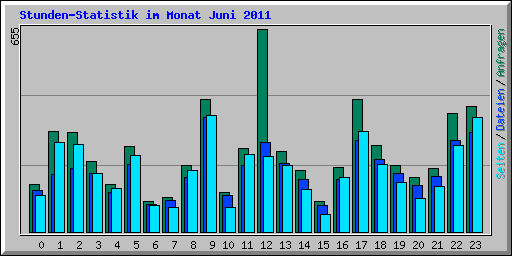 Stunden-Statistik im Monat Juni 2011
655
Seiten / Dateien / Anfragen
0 1 2 3 4 5 6 7 8 9 10 11 12 13 14 15 16 17 18 19 20 21 22 23